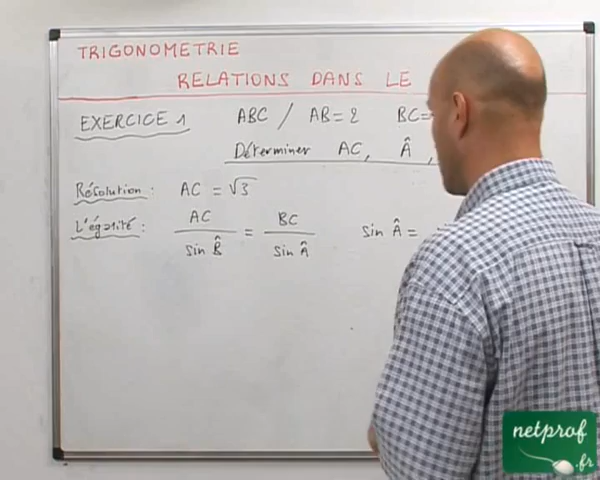 TRIGONOMETRIE
RELATIONS DANS LE
EXERCICE 1 ABC / AB = 2 BC =
Déterminer AC, Â,
Résolution : AC = √3
L'égalité : AC / sin B̂ = BC / sin Â sin Â =
netprof
.fr